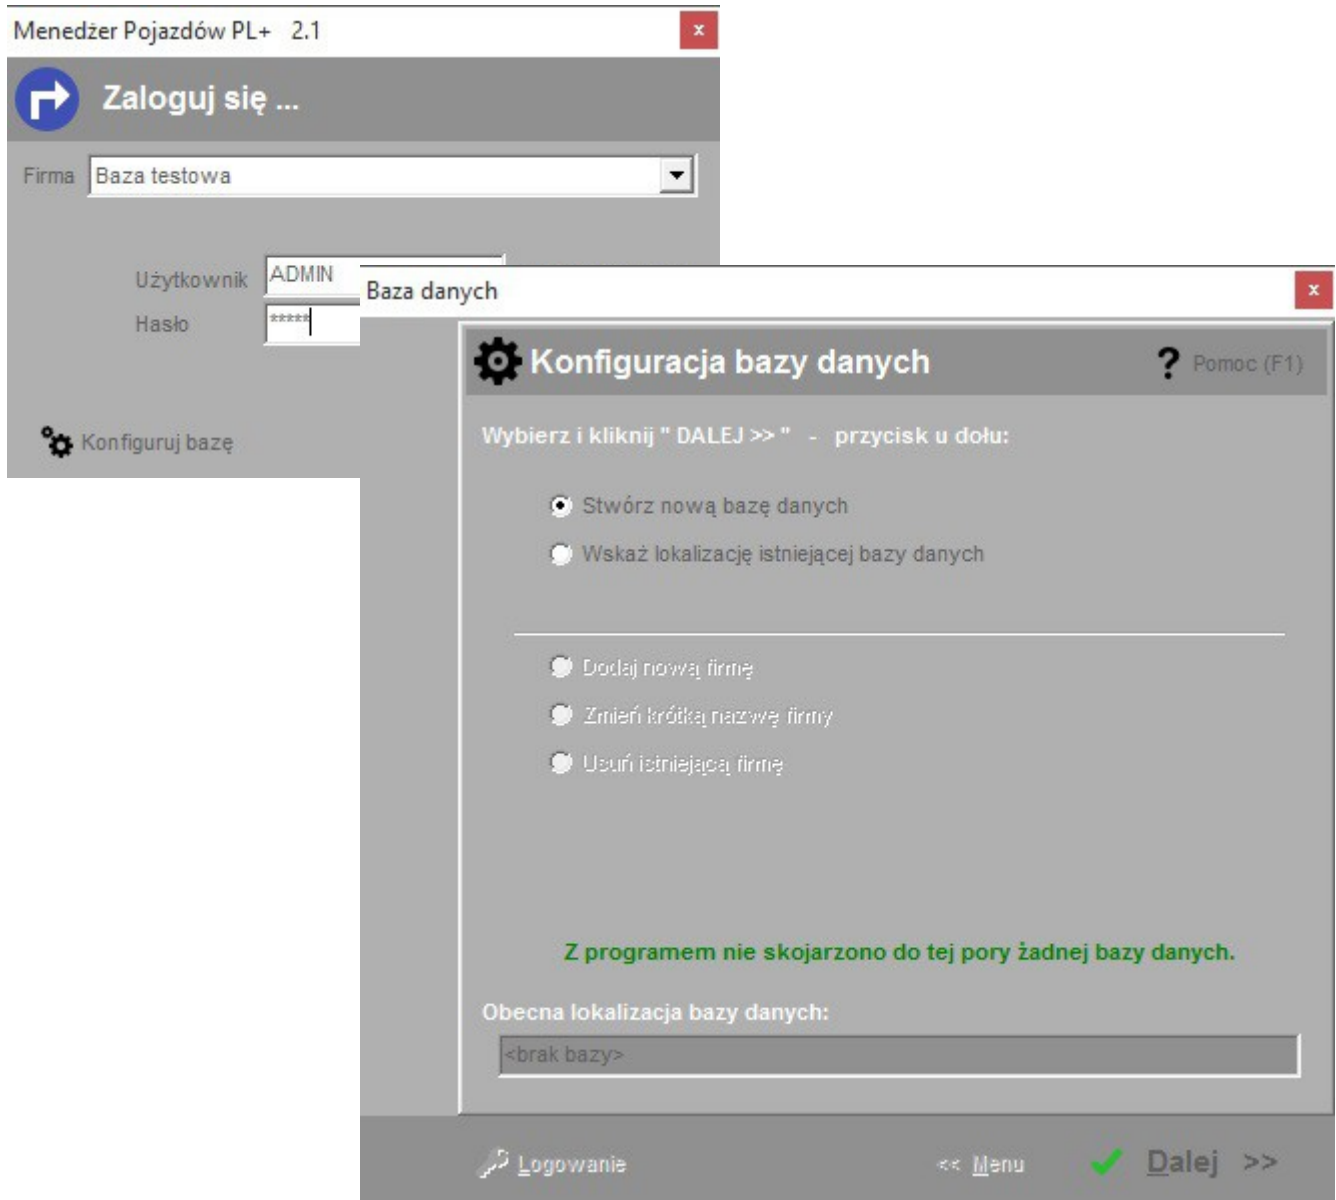 Menedżer Pojazdów PL+ 2.1
x
Zaloguj się ...
Firma Baza testowa
Użytkownik ADMIN
Hasło *****
Konfiguruj bazę
Baza danych
x
Konfiguracja bazy danych
? Pomoc (F1)
Wybierz i kliknij " DALEJ >> " - przycisk u dołu:
Stwórz nową bazę danych
Wskaż lokalizację istniejącej bazy danych
Dodaj nową firmę
Zmień krótką nazwę firmy
Usuń istniejącą firmę
Z programem nie skojarzono do tej pory żadnej bazy danych.
Obecna lokalizacja bazy danych:
<brak bazy>
Logowanie
<< Menu
Dalej >>